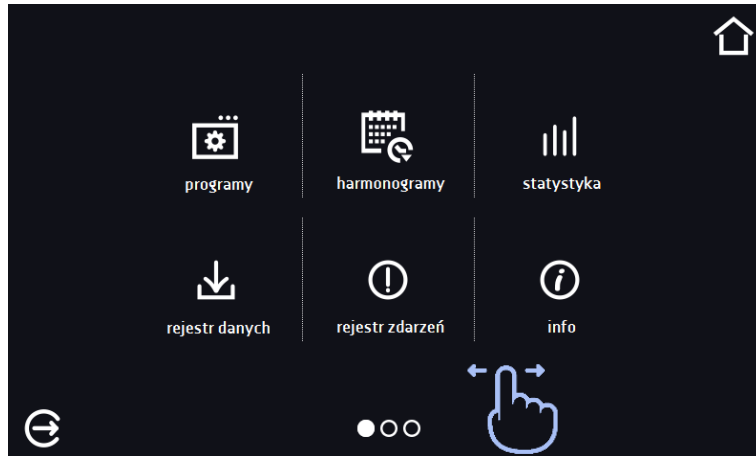 programy
harmonogramy
statystyka
rejestr danych
rejestr zdarzeń
info